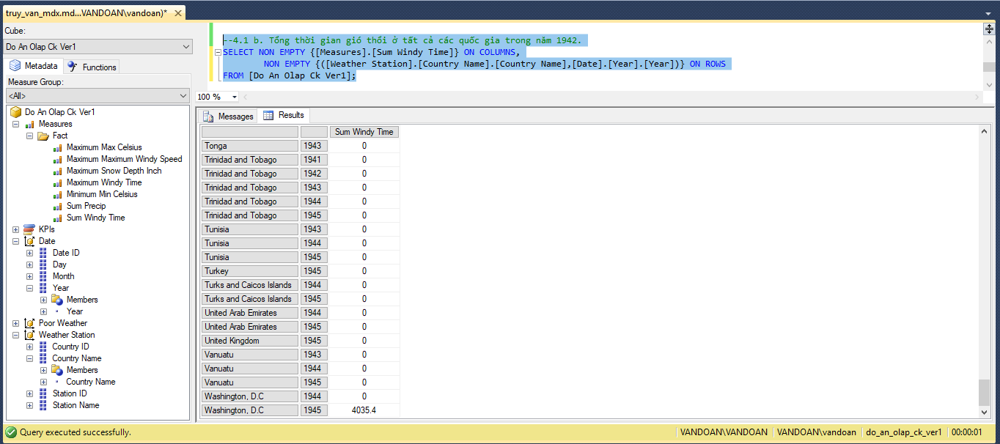 truy_van_mdx.md...VANDOAN\vandoan)*
Cube:
Do An Olap Ck Ver1
Metadata
Functions
Measure Group:
<All>
Do An Olap Ck Ver1
Measures
Fact
Maximum Max Celsius
Maximum Maximum Windy Speed
Maximum Snow Depth Inch
Maximum Windy Time
Minimum Min Celsius
Sum Precip
Sum Windy Time
KPIs
Date
Date ID
Day
Month
Year
Members
Year
Poor Weather
Weather Station
Country ID
Country Name
Members
Country Name
Station ID
Station Name
--4.1 b. Tổng thời gian gió thổi ở tất cả các quốc gia trong năm 1942.
SELECT NON EMPTY {[Measures].[Sum Windy Time]} ON COLUMNS,
NON EMPTY {([Weather Station].[Country Name].[Country Name],[Date].[Year].[Year])} ON ROWS
FROM [Do An Olap Ck Ver1];
100 %
Messages
Results
Sum Windy Time
Tonga 1943 0
Trinidad and Tobago 1941 0
Trinidad and Tobago 1942 0
Trinidad and Tobago 1943 0
Trinidad and Tobago 1944 0
Trinidad and Tobago 1945 0
Tunisia 1943 0
Tunisia 1944 0
Tunisia 1945 0
Turkey 1945 0
Turks and Caicos Islands 1944 0
Turks and Caicos Islands 1945 0
United Arab Emirates 1944 0
United Arab Emirates 1945 0
United Kingdom 1945 0
Vanuatu 1943 0
Vanuatu 1944 0
Vanuatu 1945 0
Washington, D.C 1944 0
Washington, D.C 1945 4035.4
Query executed successfully.
VANDOAN\VANDOAN
VANDOAN\vandoan
do_an_olap_ck_ver1
00:00:01